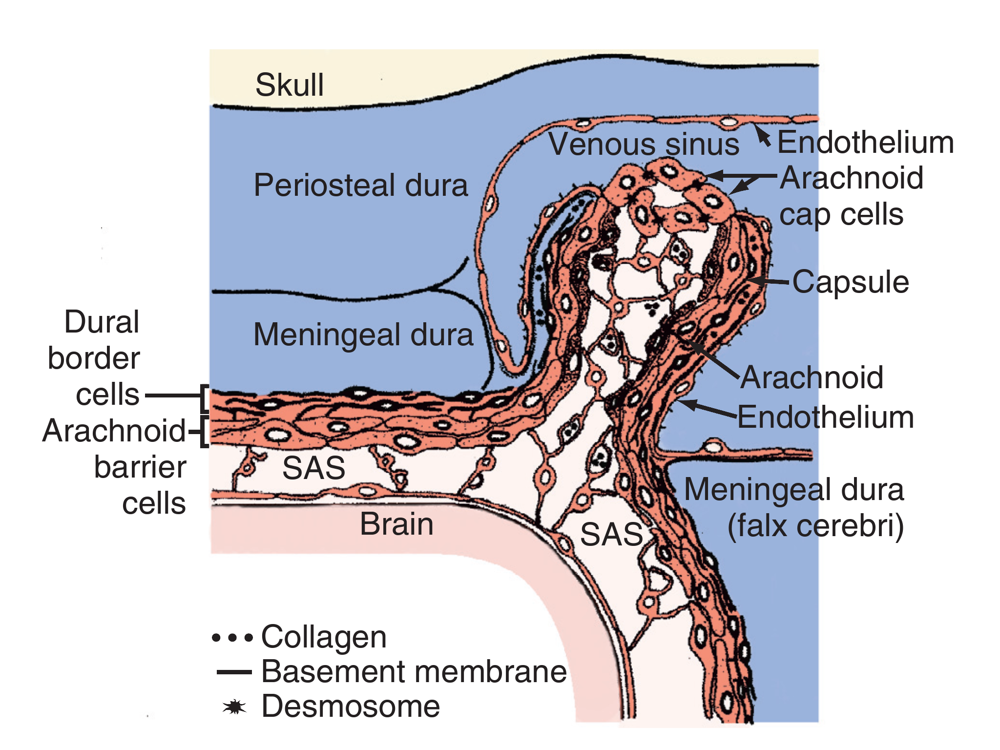 Skull
Venous sinus
Endothelium
Arachnoid
cap cells
Periosteal dura
Capsule
Dural
border
cells
Meningeal dura
Arachnoid
Endothelium
Arachnoid
barrier
cells
SAS
Meningeal dura
(falx cerebri)
Brain
SAS
Collagen
Basement membrane
Desmosome